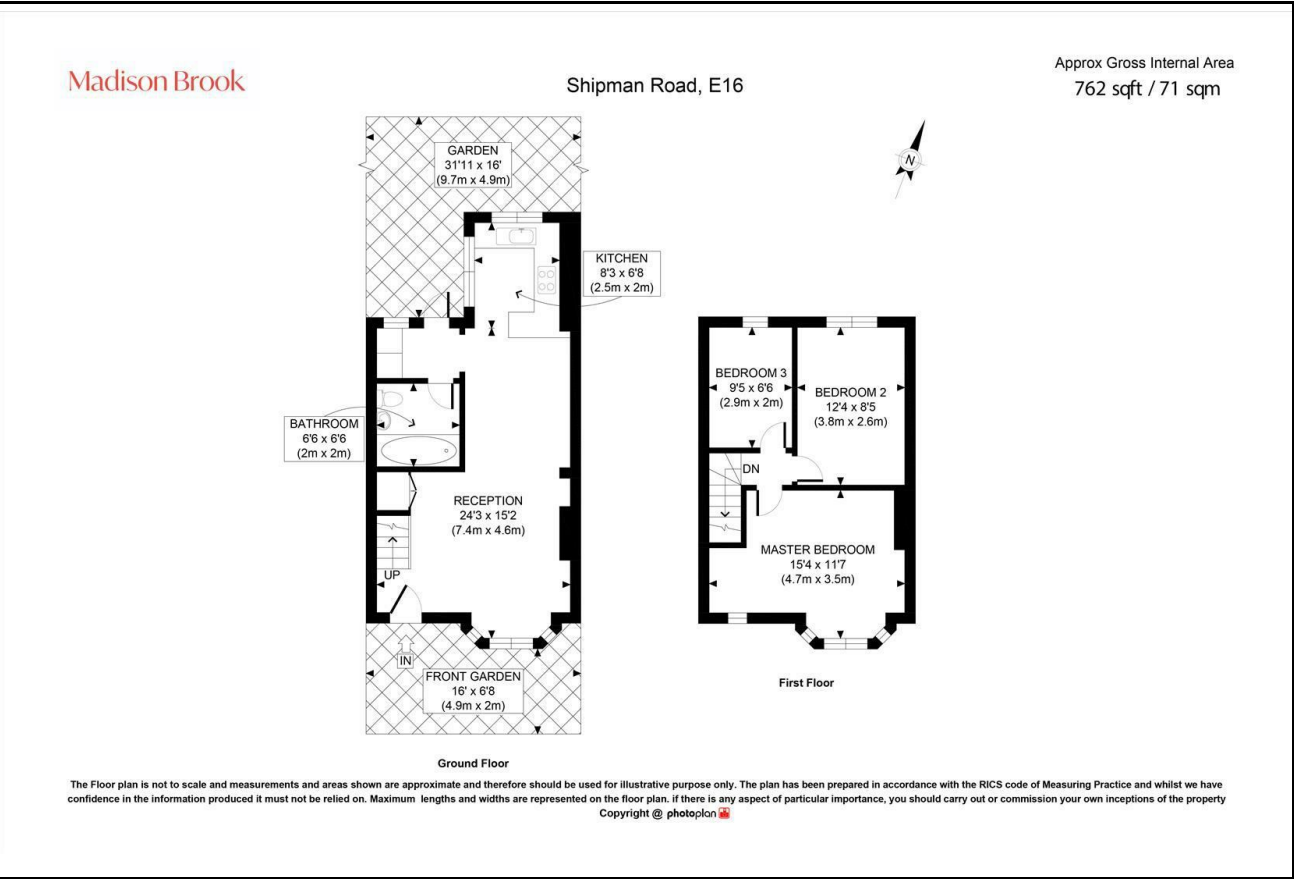 Madison Brook
Shipman Road, E16
Approx Gross Internal Area
762 sqft / 71 sqm
GARDEN
31'11 x 16'
(9.7m x 4.9m)
N
KITCHEN
8'3 x 6'8
(2.5m x 2m)
BATHROOM
6'6 x 6'6
(2m x 2m)
RECEPTION
24'3 x 15'2
(7.4m x 4.6m)
UP
IN
FRONT GARDEN
16' x 6'8
(4.9m x 2m)
Ground Floor
BEDROOM 3
9'5 x 6'6
(2.9m x 2m)
BEDROOM 2
12'4 x 8'5
(3.8m x 2.6m)
DN
MASTER BEDROOM
15'4 x 11'7
(4.7m x 3.5m)
First Floor
The Floor plan is not to scale and measurements and areas shown are approximate and therefore should be used for illustrative purpose only. The plan has been prepared in accordance with the RICS code of Measuring Practice and whilst we have
confidence in the information produced it must not be relied on. Maximum lengths and widths are represented on the floor plan. if there is any aspect of particular importance, you should carry out or commission your own inceptions of the property
Copyright @ photoplan